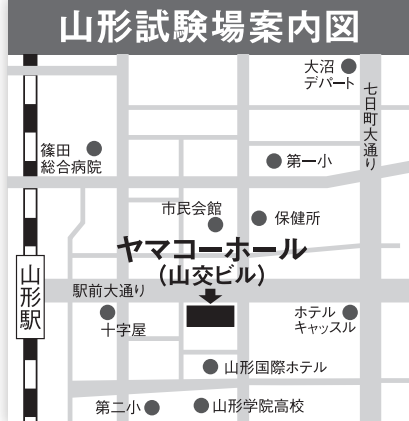 山形試験場案内図
大沼
デパート
七日町大通り
篠田
総合病院
第一小
市民会館
保健所
ヤマコーホール
(山交ビル)
山形駅
駅前大通り
十字屋
ホテル
キャッスル
山形国際ホテル
第二小
山形学院高校